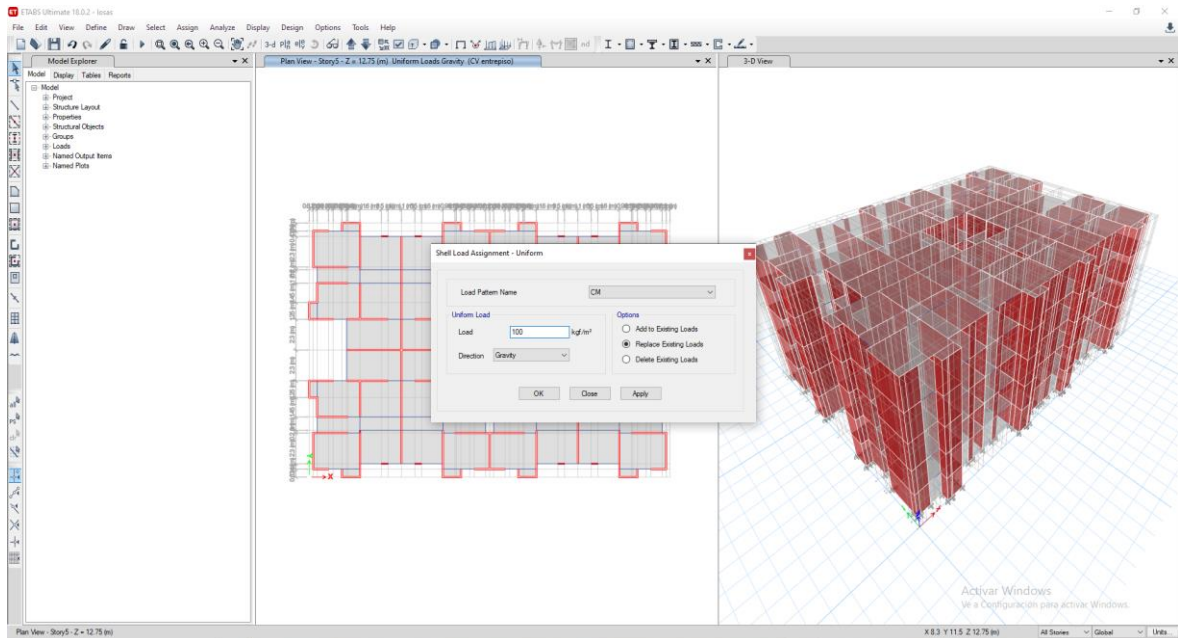 ETABS Ultimate 18.0.2 - lesac
File Edit View Define Draw Select Assign Analyze Display Design Options Tools Help
3-d
nd
Model Explorer
Model Display Tables Reports
Model
Project
Structure Layout
Properties
Structural Objects
Groups
Loads
Named Output Items
Named Plots
Plan View - Story5 - Z = 12.75 (m) Uniform Loads Gravity (CV entrepiso)
3-D View
X
Shell Load Assignment - Uniform
Load Pattern Name CM
Uniform Load
Load 100 kgf/m²
Direction Gravity
Options
Add to Existing Loads
Replace Existing Loads
Delete Existing Loads
OK Close Apply
Activar Windows
Ve a Configuración para activar Windows.
Plan View - Story5 - Z = 12.75 (m) X 8.3 Y 11.5 Z 12.75 (m) All Stories Global Units...